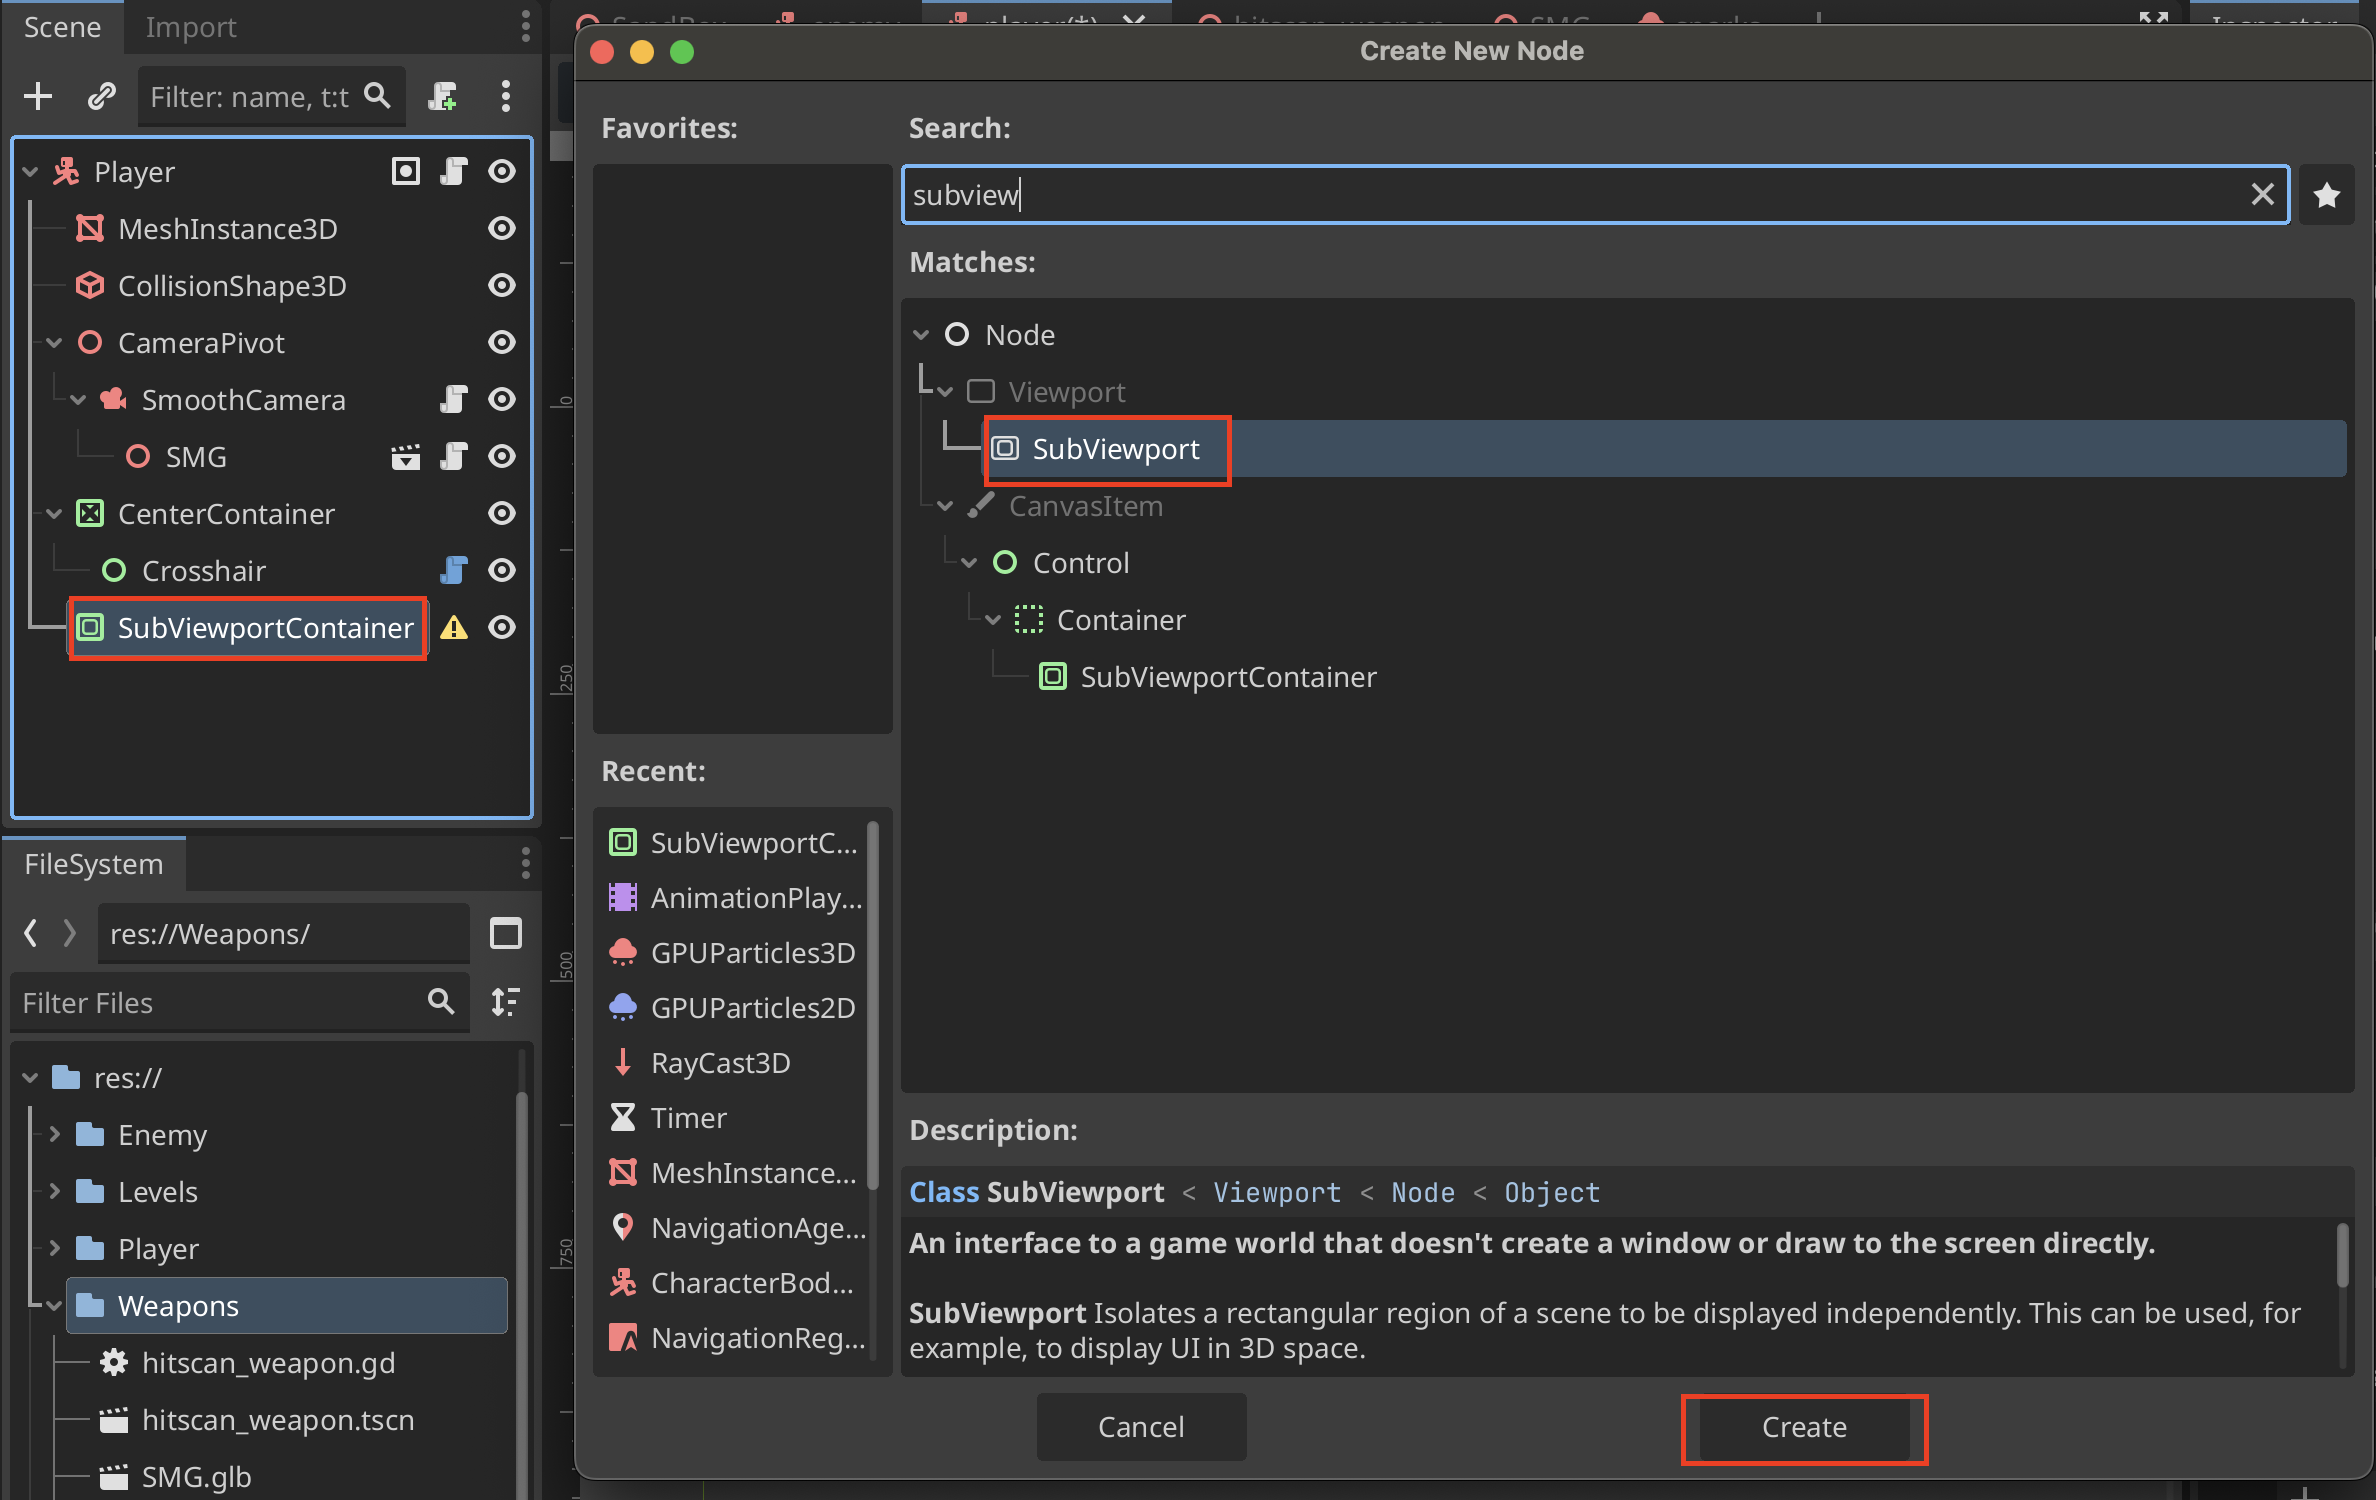 Scene
Import
Filter: name, t:t
Player
MeshInstance3D
CollisionShape3D
CameraPivot
SmoothCamera
SMG
CenterContainer
Crosshair
SubViewportContainer
FileSystem
res://Weapons/
Filter Files
res://
Enemy
Levels
Player
Weapons
hitscan_weapon.gd
hitscan_weapon.tscn
SMG.glb
0
250
500
750
Create New Node
Favorites:
Recent:
SubViewportC...
AnimationPlay...
GPUParticles3D
GPUParticles2D
RayCast3D
Timer
MeshInstance...
NavigationAge...
CharacterBod...
NavigationReg...
Search:
subview
Matches:
Node
Viewport
SubViewport
CanvasItem
Control
Container
SubViewportContainer
Description:
Class SubViewport < Viewport < Node < Object
An interface to a game world that doesn't create a window or draw to the screen directly.
SubViewport Isolates a rectangular region of a scene to be displayed independently. This can be used, for
example, to display UI in 3D space.
Cancel
Create